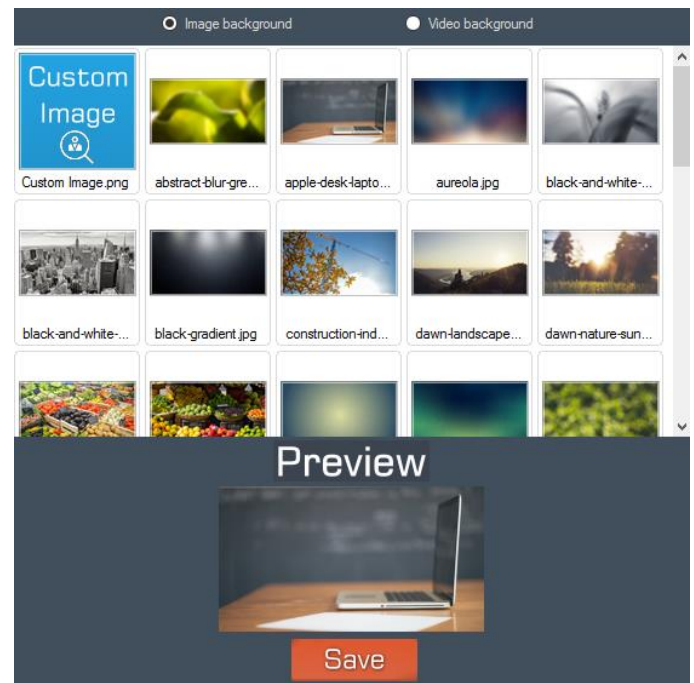 Image background
Video background
Custom
Image
Custom Image.png
abstract-blur-gre...
apple-desk-lapto...
aureola.jpg
black-and-white-...
black-and-white-...
black-gradient.jpg
construction-ind...
dawn-landscape...
dawn-nature-sun...
Preview
Save